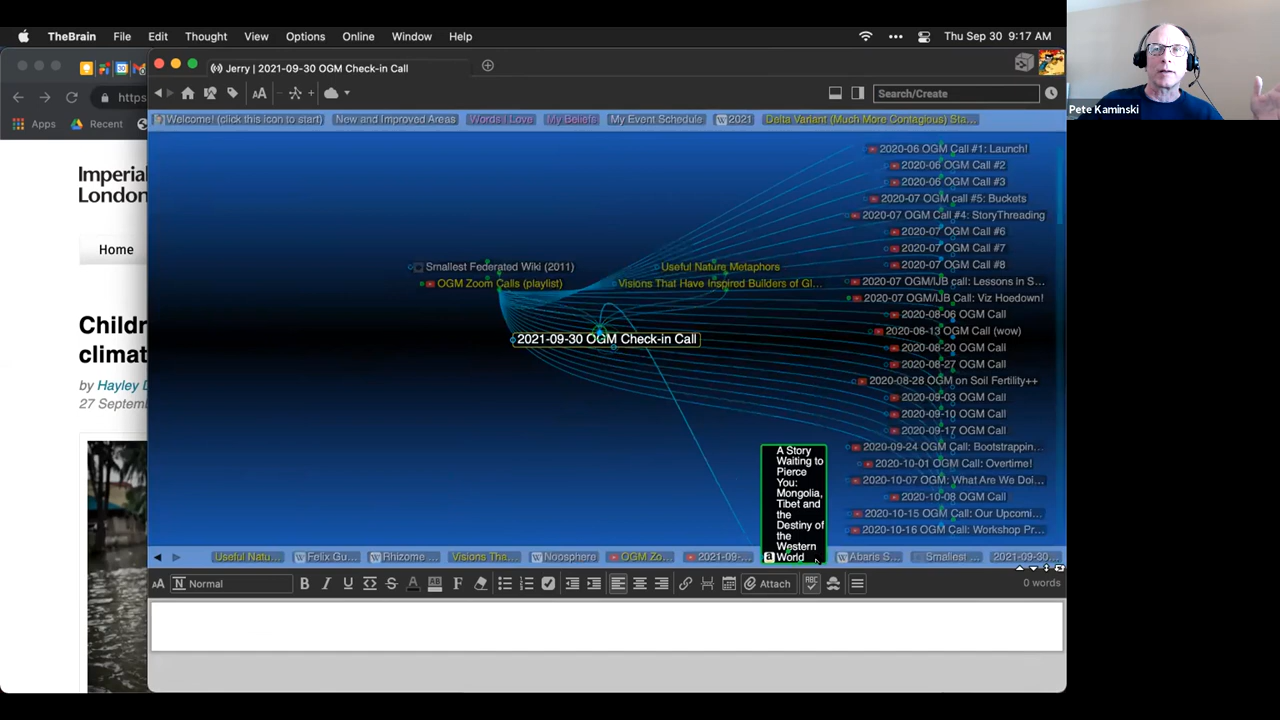 TheBrain File Edit View Thought Options Online Window Help
Thu Sep 30 9:17 AM
Jerry | 2021-09-30 OGM Check-in Call
Search/Create
Welcome! (click this icon to start) New and Improved Areas Words I Love My Beliefs My Event Schedule 2021 Delta Variant (Much More Contagious) Sta...
https
Apps Recent
Imperial
London
Home
Childr
climat
by Hayley D
27 Septemb
Smallest Federated Wiki (2011)
OGM Zoom Calls (playlist)
Useful Nature Metaphors
Visions That Have Inspired Builders of Gl...
2021-09-30 OGM Check-in Call
2020-06 OGM Call #1: Launch!
2020-06 OGM Call #2
2020-06 OGM Call #3
2020-07 OGM call #5: Buckets
2020-07 OGM Call #4: StoryThreading
2020-07 OGM Call #6
2020-07 OGM Call #7
2020-07 OGM Call #8
2020-07 OGM/IJB call: Lessons in S...
2020-07 OGM/IJB Call: Viz Hoedown!
2020-08-06 OGM Call
2020-08-13 OGM Call (wow)
2020-08-20 OGM Call
2020-08-27 OGM Call
2020-08-28 OGM on Soil Fertility++
2020-09-03 OGM Call
2020-09-10 OGM Call
2020-09-17 OGM Call
2020-09-24 OGM Call: Bootstrappin...
2020-10-01 OGM Call: Overtime!
2020-10-07 OGM: What Are We Doi...
2020-10-08 OGM Call
2020-10-15 OGM Call: Our Upcomi...
2020-10-16 OGM Call: Workshop Pr...
A Story
Waiting to
Pierce
You:
Mongolia,
Tibet and
the
Destiny of
the
Western
World
Useful Natu... Felix Gu... Rhizome ... Visions Tha... Noosphere OGM Zo... 2021-09-... Abaris S... Smallest ... 2021-09-30...
Normal B I U S A AB F Attach ABC 0 words
Pete Kaminski